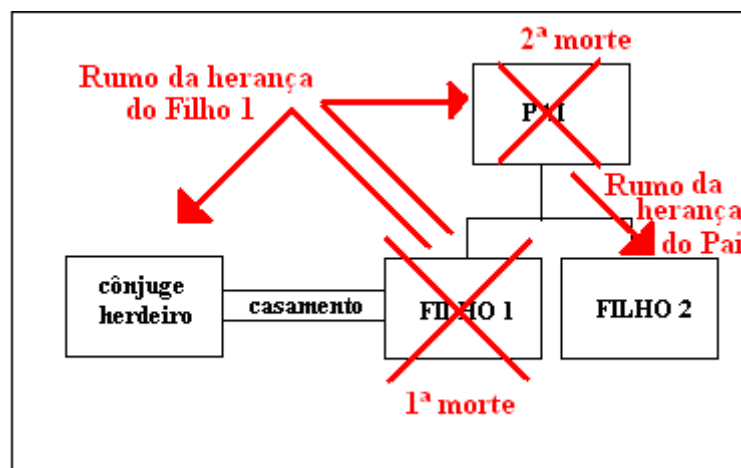 2ª morte
Rumo da herança
do Filho 1
PAI
Rumo da
herança
do Pai
cônjuge
herdeiro
casamento
FILHO 1
FILHO 2
1ª morte